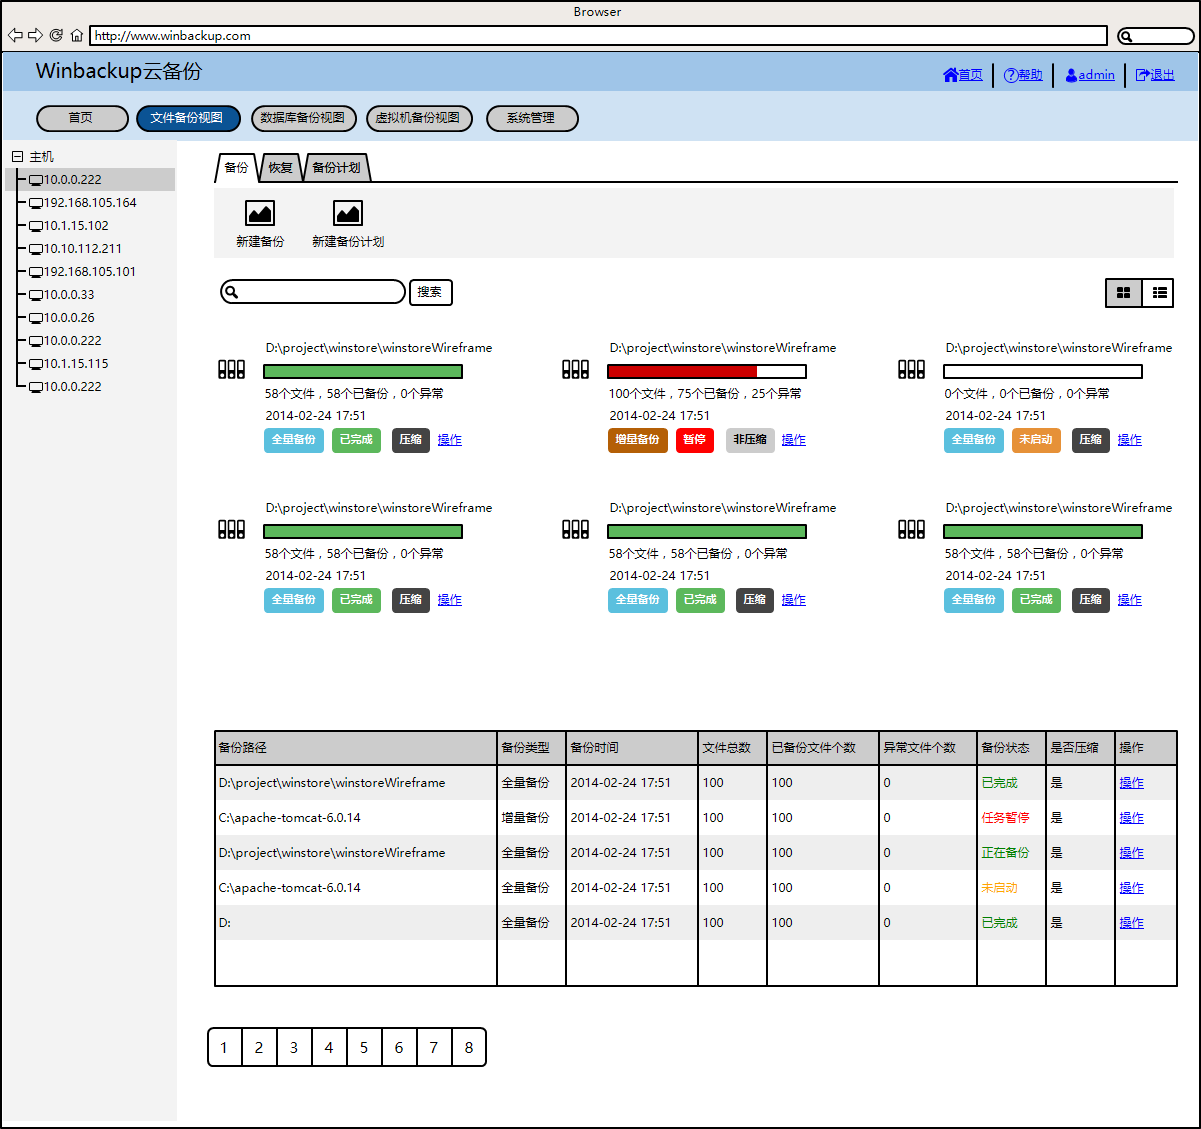 Browser
http://www.winbackup.com
Winbackup云备份
首页 帮助 admin 退出
首页 文件备份视图 数据库备份视图 虚拟机备份视图 系统管理
主机
10.0.0.222
192.168.105.164
10.1.15.102
10.10.112.211
192.168.105.101
10.0.0.33
10.0.0.26
10.0.0.222
10.1.15.115
10.0.0.222
备份 恢复 备份计划
新建备份 新建备份计划
搜索
D:\project\winstore\winstoreWireframe D:\project\winstore\winstoreWireframe D:\project\winstore\winstoreWireframe
58个文件，58个已备份，0个异常 100个文件，75个已备份，25个异常 0个文件，0个已备份，0个异常
2014-02-24 17:51 2014-02-24 17:51 2014-02-24 17:51
全量备份 已完成 压缩 操作 增量备份 暂停 非压缩 操作 全量备份 未启动 压缩 操作
D:\project\winstore\winstoreWireframe D:\project\winstore\winstoreWireframe D:\project\winstore\winstoreWireframe
58个文件，58个已备份，0个异常 58个文件，58个已备份，0个异常 58个文件，58个已备份，0个异常
2014-02-24 17:51 2014-02-24 17:51 2014-02-24 17:51
全量备份 已完成 压缩 操作 全量备份 已完成 压缩 操作 全量备份 已完成 压缩 操作
备份路径 备份类型 备份时间 文件总数 已备份文件个数 异常文件个数 备份状态 是否压缩 操作
D:\project\winstore\winstoreWireframe 全量备份 2014-02-24 17:51 100 100 0 已完成 是 操作
C:\apache-tomcat-6.0.14 增量备份 2014-02-24 17:51 100 100 0 任务暂停 是 操作
D:\project\winstore\winstoreWireframe 全量备份 2014-02-24 17:51 100 100 0 正在备份 是 操作
C:\apache-tomcat-6.0.14 全量备份 2014-02-24 17:51 100 100 0 未启动 是 操作
D: 全量备份 2014-02-24 17:51 100 100 0 已完成 是 操作
1 2 3 4 5 6 7 8